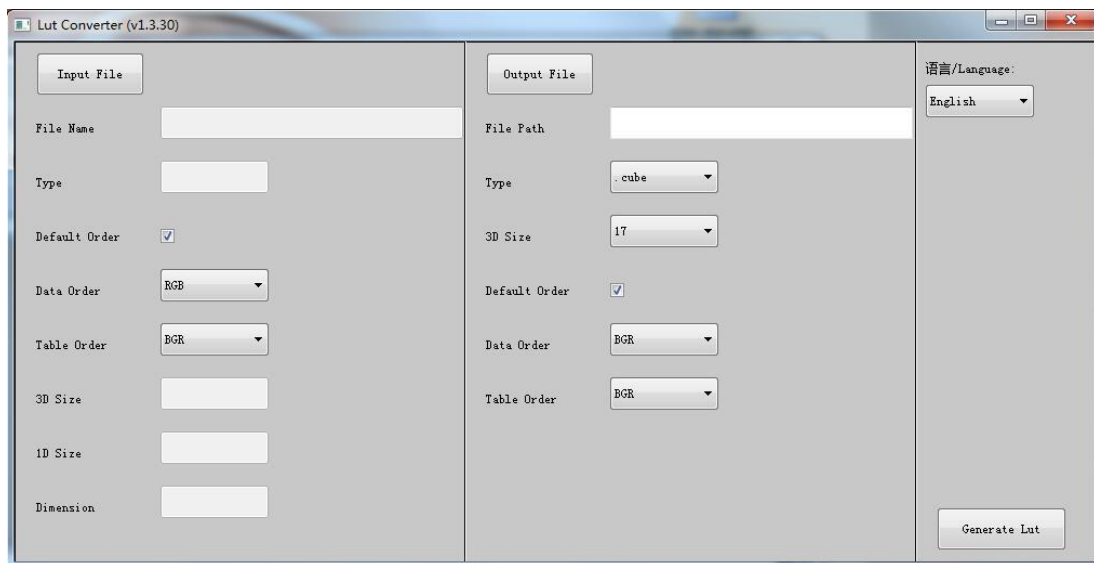 Lut Converter (v1.3.30)
Input File
File Name
Type
Default Order
Data Order RGB
Table Order BGR
3D Size
1D Size
Dimension
Output File
File Path
Type .cube
3D Size 17
Default Order
Data Order BGR
Table Order BGR
语言/Language:
English
Generate Lut